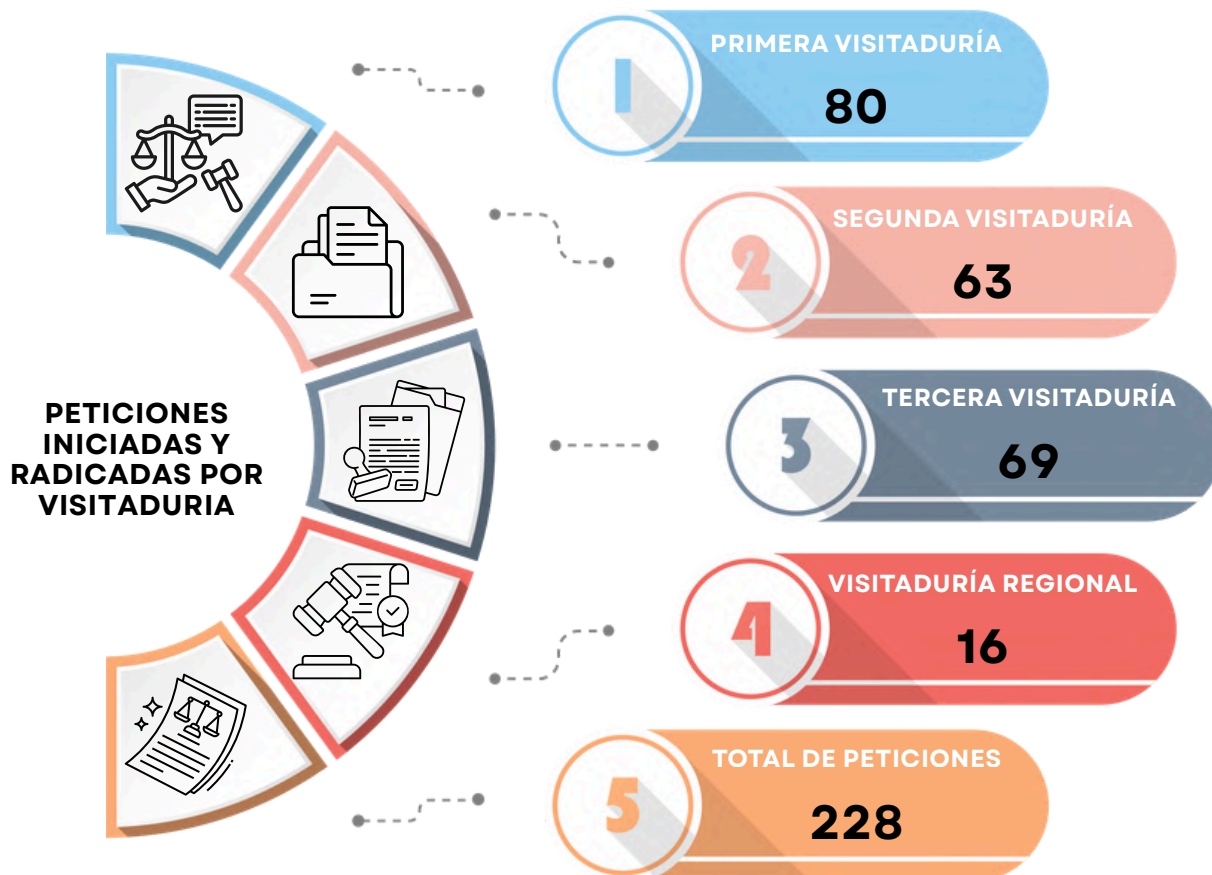 PETICIONES
INICIADAS Y
RADICADAS POR
VISITADURIA
1
PRIMERA VISITADURÍA
80
2
SEGUNDA VISITADURÍA
63
3
TERCERA VISITADURÍA
69
4
VISITADURÍA REGIONAL
16
5
TOTAL DE PETICIONES
228